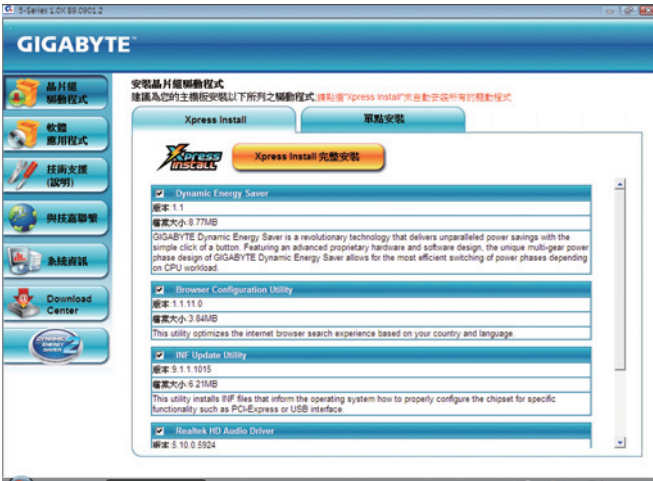 5-Series 1.0X B9.0901.2
GIGABYTE™
晶片組
驅動程式
軟體
應用程式
技術支援
(說明)
與技嘉聯繫
系統資訊
Download
Center
DYNAMIC
ENERGY
SAVER 2
安裝晶片組驅動程式
建議為您的主機板安裝以下所列之驅動程式,請點選"Xpress Install"來自動安裝所有的驅動程式
Xpress Install
單點安裝
Xpress
INSTALL
Xpress Install 完整安裝
Dynamic Energy Saver
版本:1.1
檔案大小:8.77MB
GIGABYTE Dynamic Energy Saver is a revolutionary technology that delivers unparalleled power savings with the
simple click of a button. Featuring an advanced proprietary hardware and software design, the unique multi-gear power
phase design of GIGABYTE Dynamic Energy Saver allows for the most efficient switching of power phases depending
on CPU workload.
Browser Configuration Utility
版本:1.1.11.0
檔案大小:3.84MB
This utility optimizes the internet browser search experience based on your country and language.
INF Update Utility
版本:9.1.1.1015
檔案大小:6.21MB
This utility installs INF files that inform the operating system how to properly configure the chipset for specific
functionality such as PCI-Express or USB interface.
Realtek HD Audio Driver
版本:5.10.0.5924